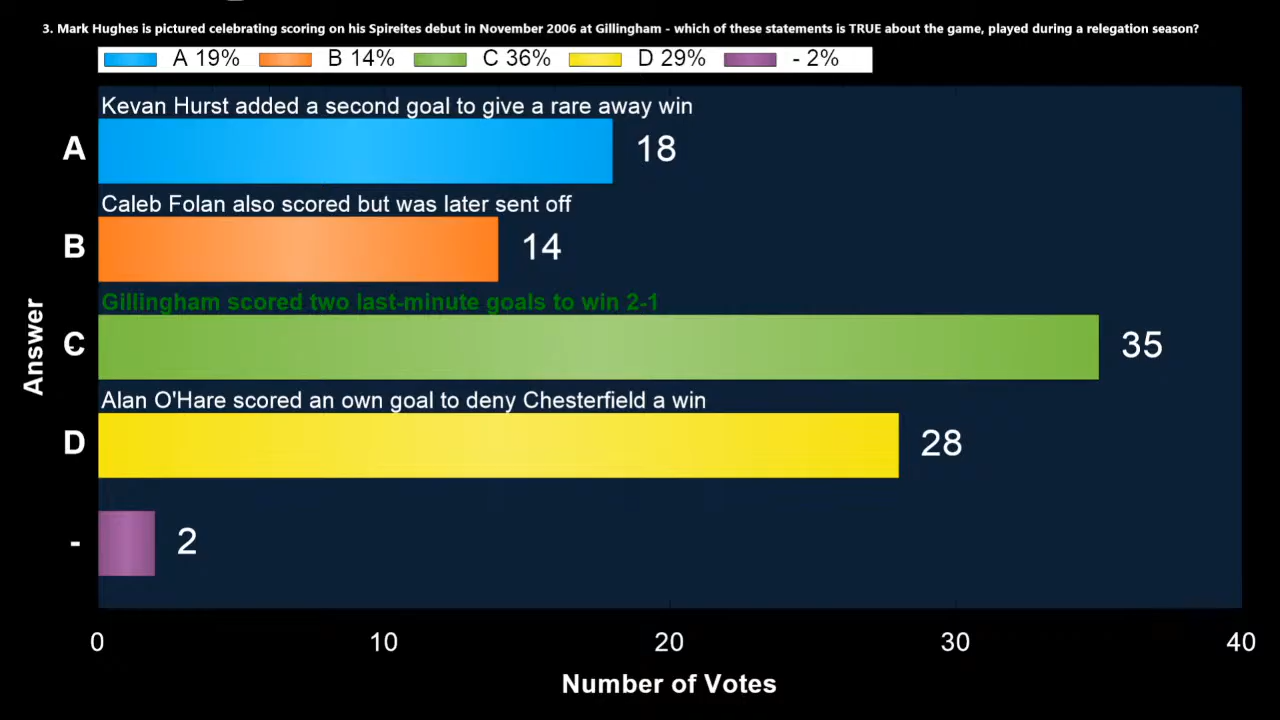 3. Mark Hughes is pictured celebrating scoring on his Spireites debut in November 2006 at Gillingham - which of these statements is TRUE about the game, played during a relegation season?
A 19% B 14% C 36% D 29% - 2%
Kevan Hurst added a second goal to give a rare away win
A 18
Caleb Folan also scored but was later sent off
B 14
Gillingham scored two last-minute goals to win 2-1
C 35
Alan O'Hare scored an own goal to deny Chesterfield a win
D 28
- 2
Answer
0 10 20 30 40
Number of Votes